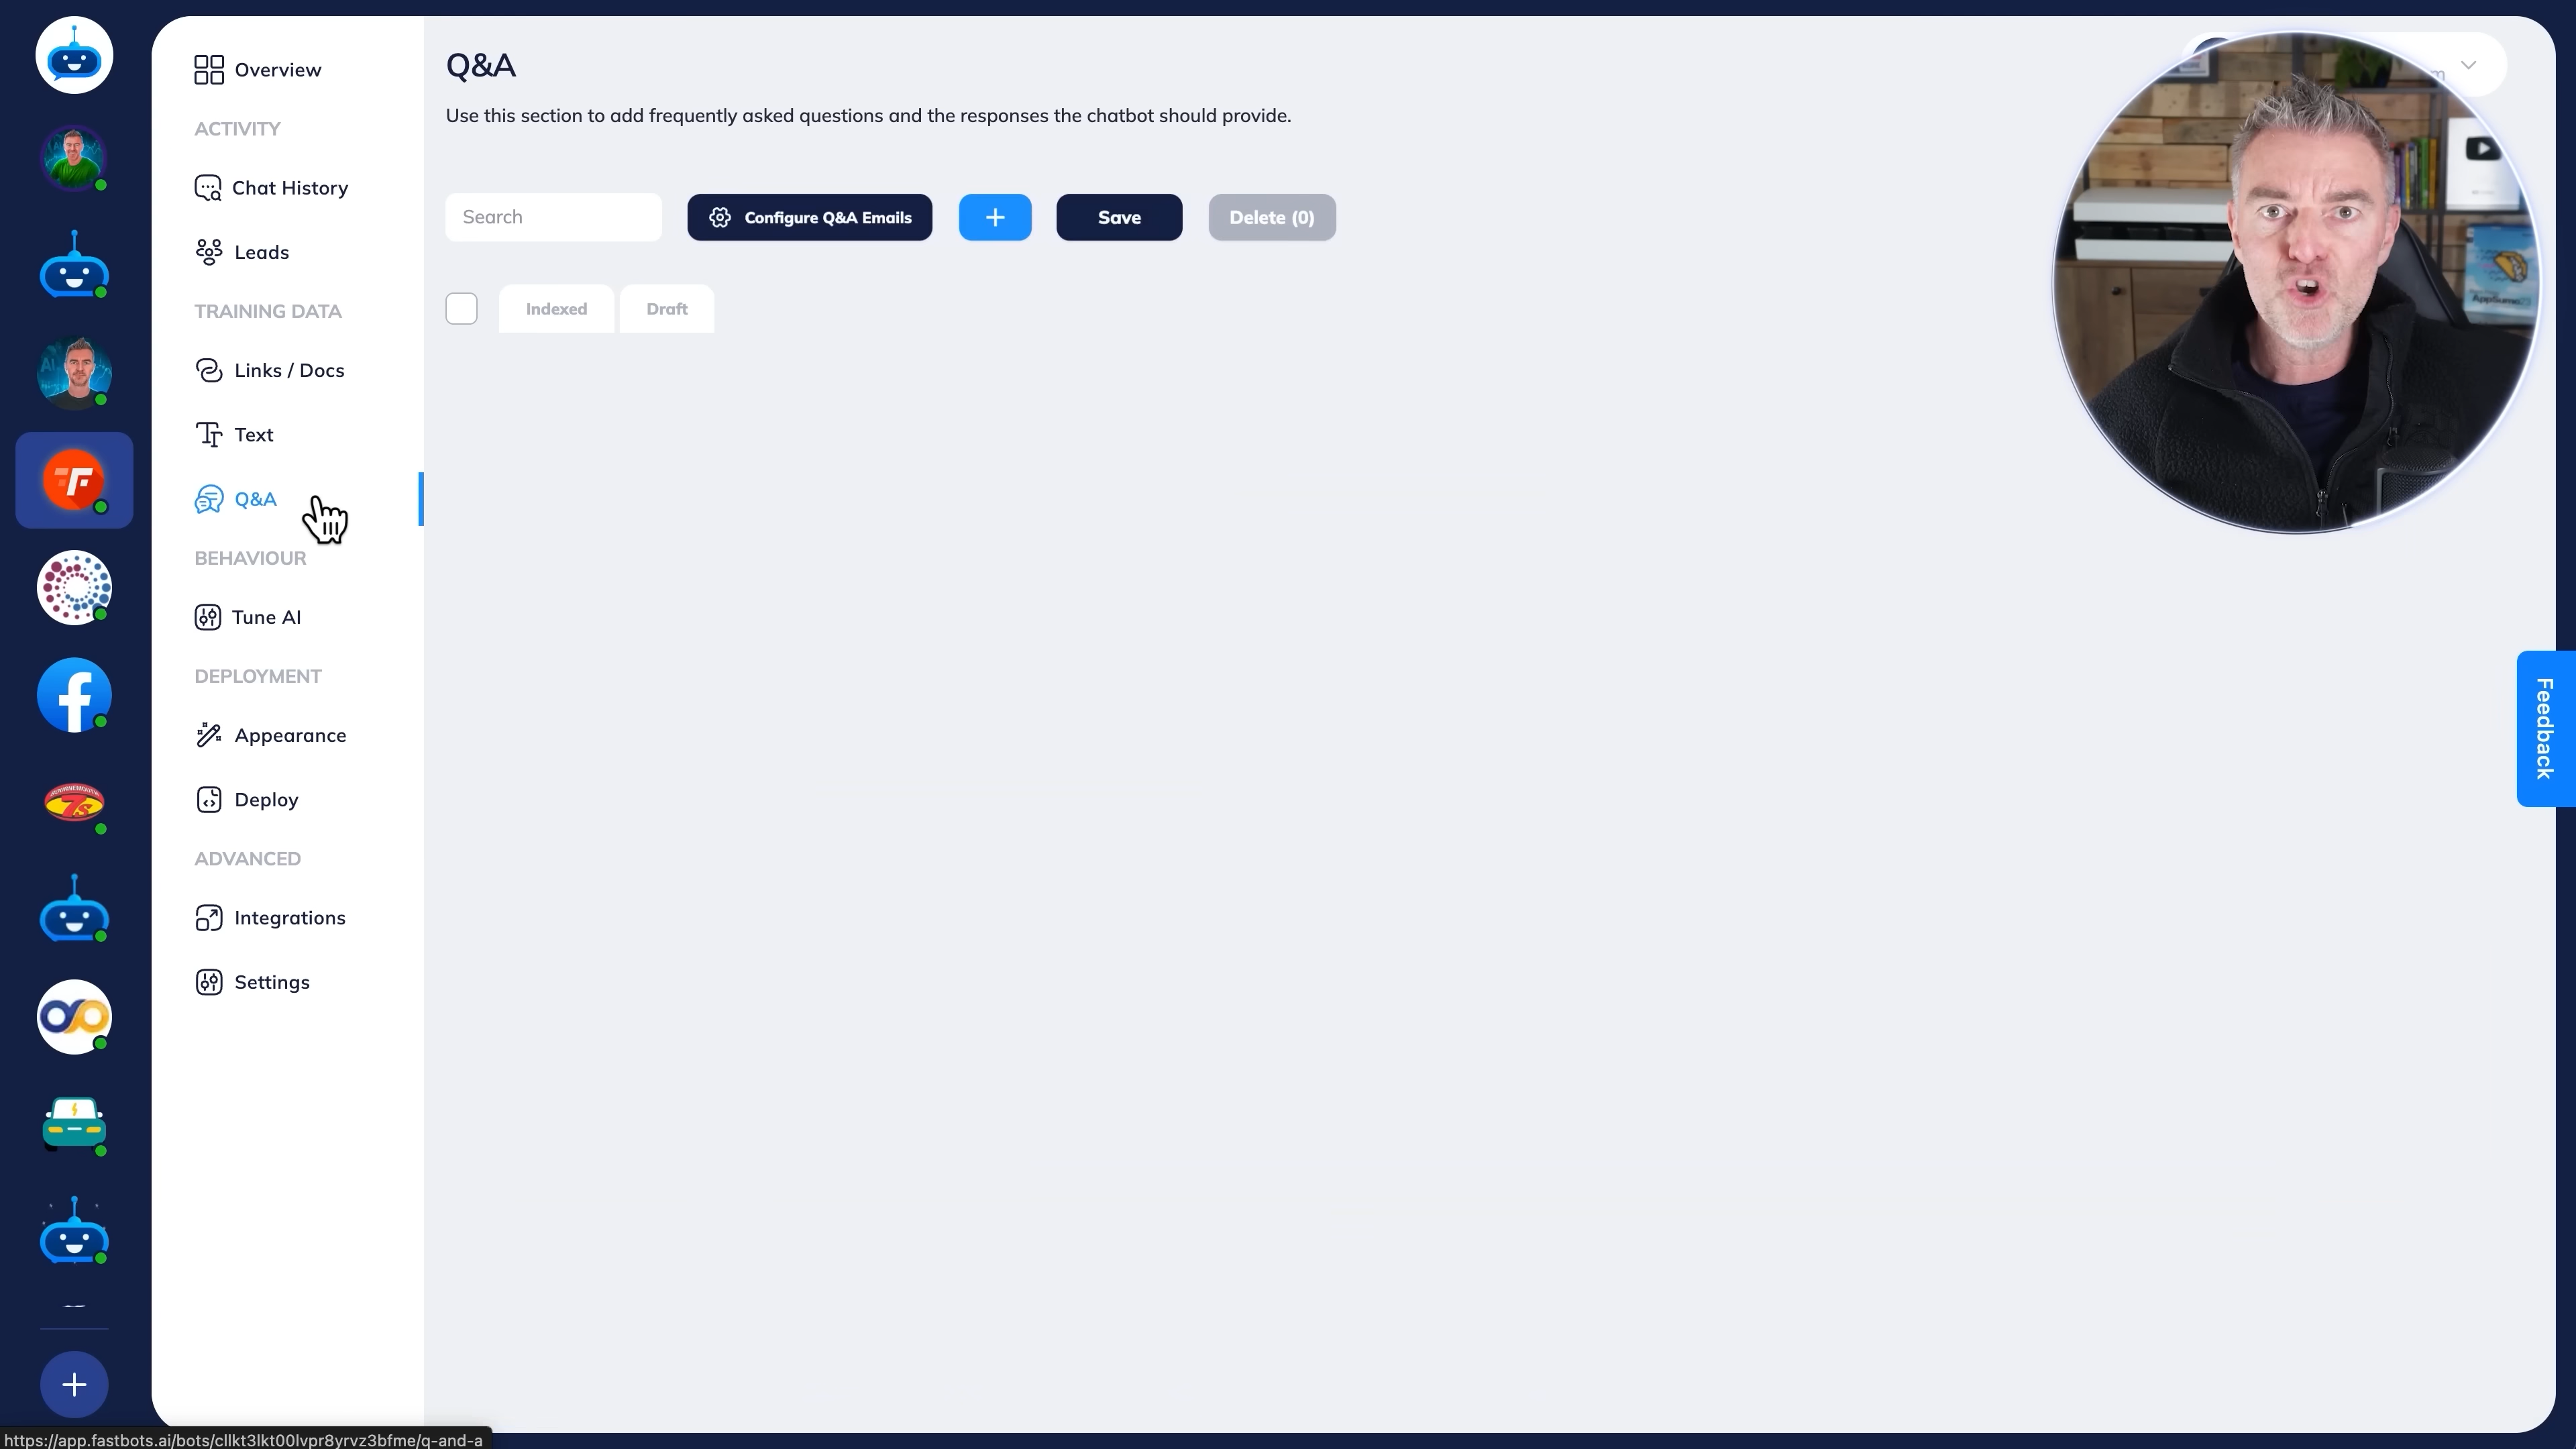 Overview
ACTIVITY
Chat History
Leads
TRAINING DATA
Links / Docs
Text
Q&A
BEHAVIOUR
Tune AI
DEPLOYMENT
Appearance
Deploy
ADVANCED
Integrations
Settings
Q&A
Use this section to add frequently asked questions and the responses the chatbot should provide.
Search
Configure Q&A Emails
+
Save
Delete (0)
Indexed
Draft
Feedback
F
7s
AppSumo
https://app.fastbots.ai/bots/cllkt3lkt00lvpr8yrvz3bfme/q-and-a